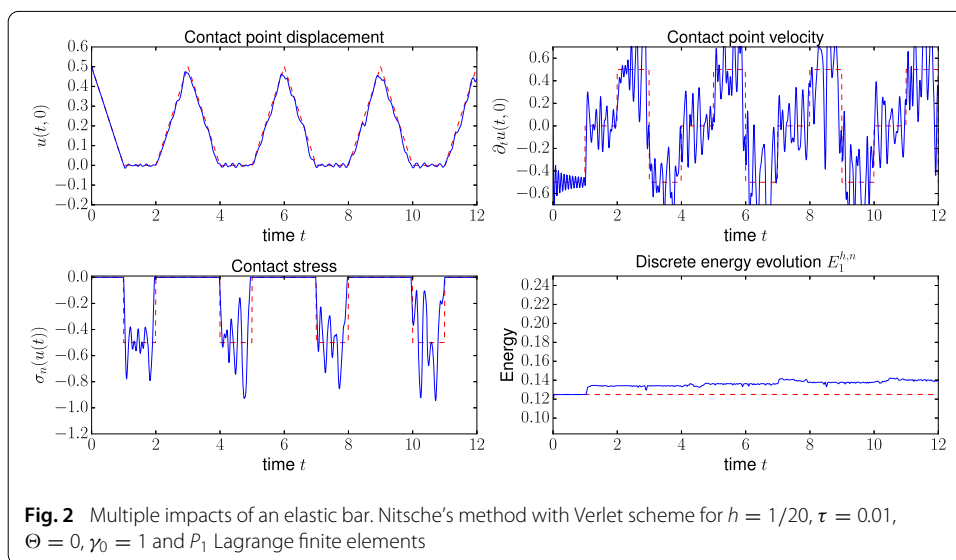 Contact point displacement
0.6
0.5
0.4
0.3
0.2
0.1
0.0
−0.1
−0.2
u(t, 0)
0 2 4 6 8 10 12
time t
Contact point velocity
0.6
0.4
0.2
0.0
−0.2
−0.4
−0.6
∂ₜu(t, 0)
0 2 4 6 8 10 12
time t
Contact stress
0.0
−0.2
−0.4
−0.6
−0.8
−1.0
−1.2
σₙ(u(t))
0 2 4 6 8 10 12
time t
Discrete energy evolution E₁ʰ,ⁿ
0.24
0.22
0.20
0.18
0.16
0.14
0.12
0.10
Energy
0 2 4 6 8 10 12
time t
Fig. 2 Multiple impacts of an elastic bar. Nitsche's method with Verlet scheme for h = 1/20, τ = 0.01,
Θ = 0, γ₀ = 1 and P₁ Lagrange finite elements